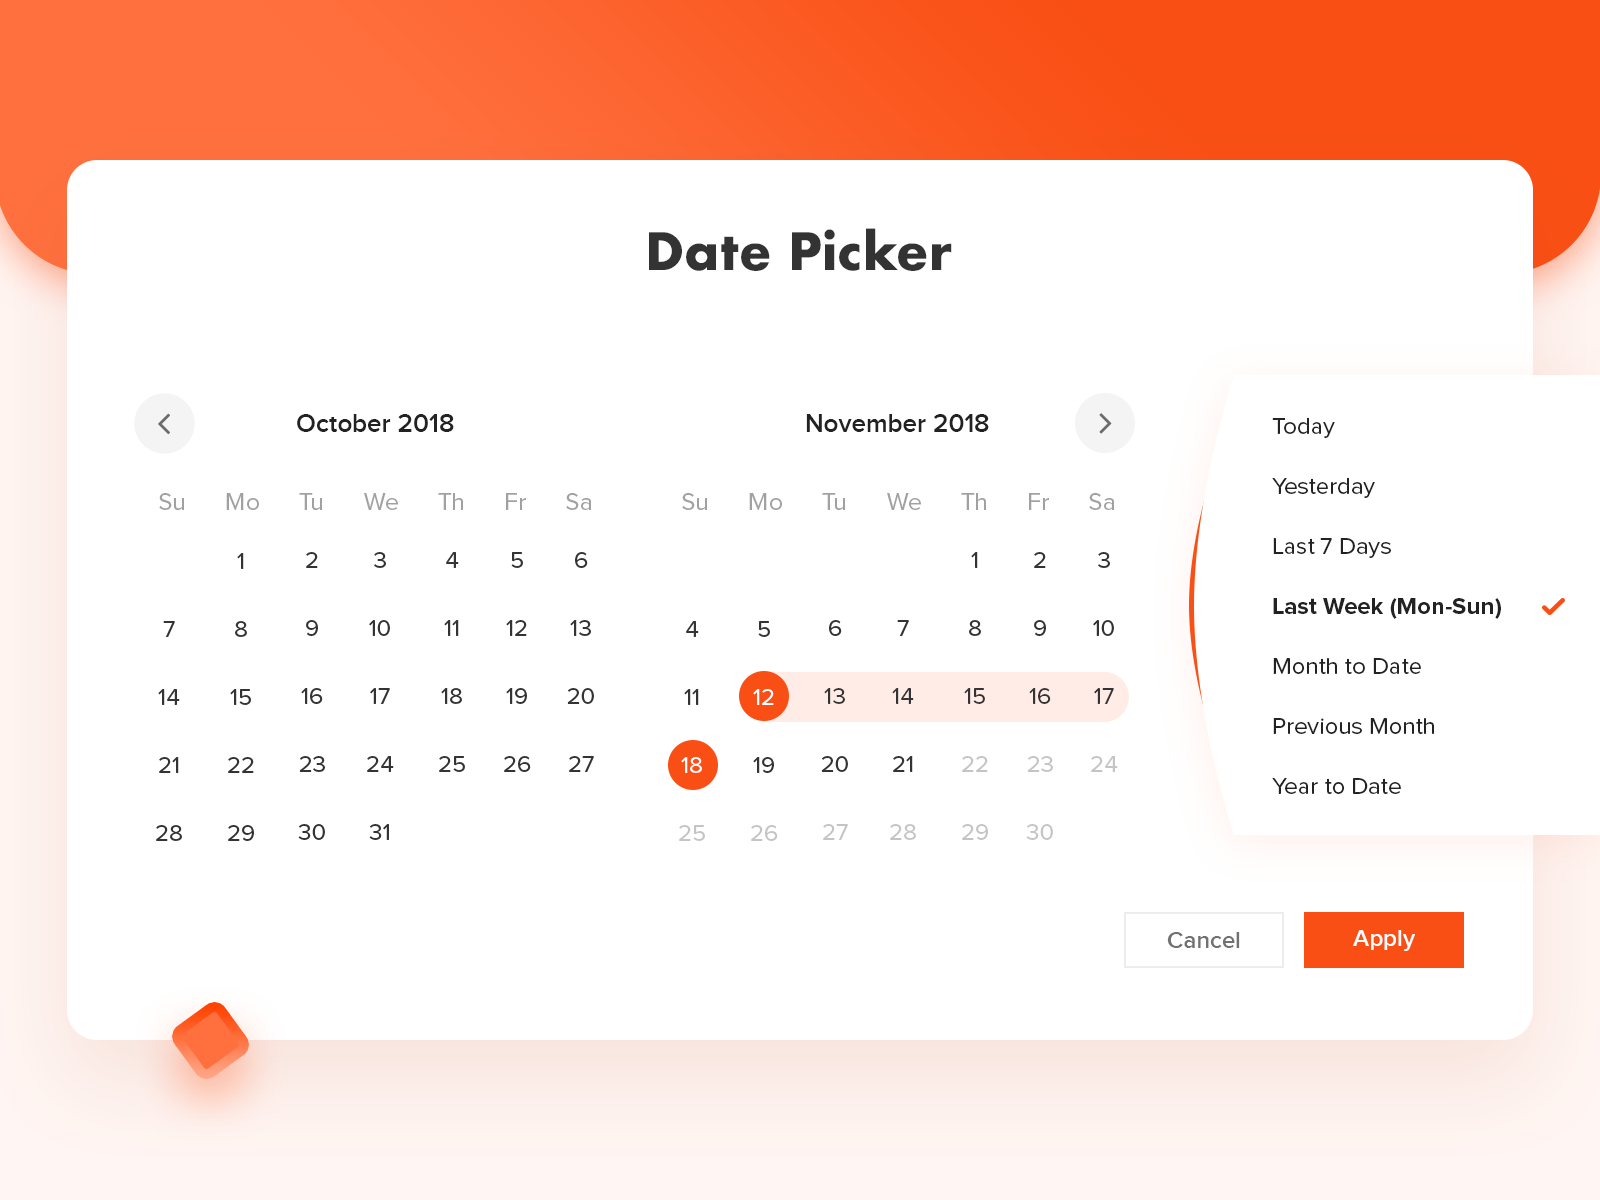 Date Picker
October 2018
Su Mo Tu We Th Fr Sa
1 2 3 4 5 6
7 8 9 10 11 12 13
14 15 16 17 18 19 20
21 22 23 24 25 26 27
28 29 30 31
November 2018
Su Mo Tu We Th Fr Sa
1 2 3
4 5 6 7 8 9 10
11 12 13 14 15 16 17
18 19 20 21 22 23 24
25 26 27 28 29 30
Today
Yesterday
Last 7 Days
Last Week (Mon-Sun)
Month to Date
Previous Month
Year to Date
Cancel
Apply